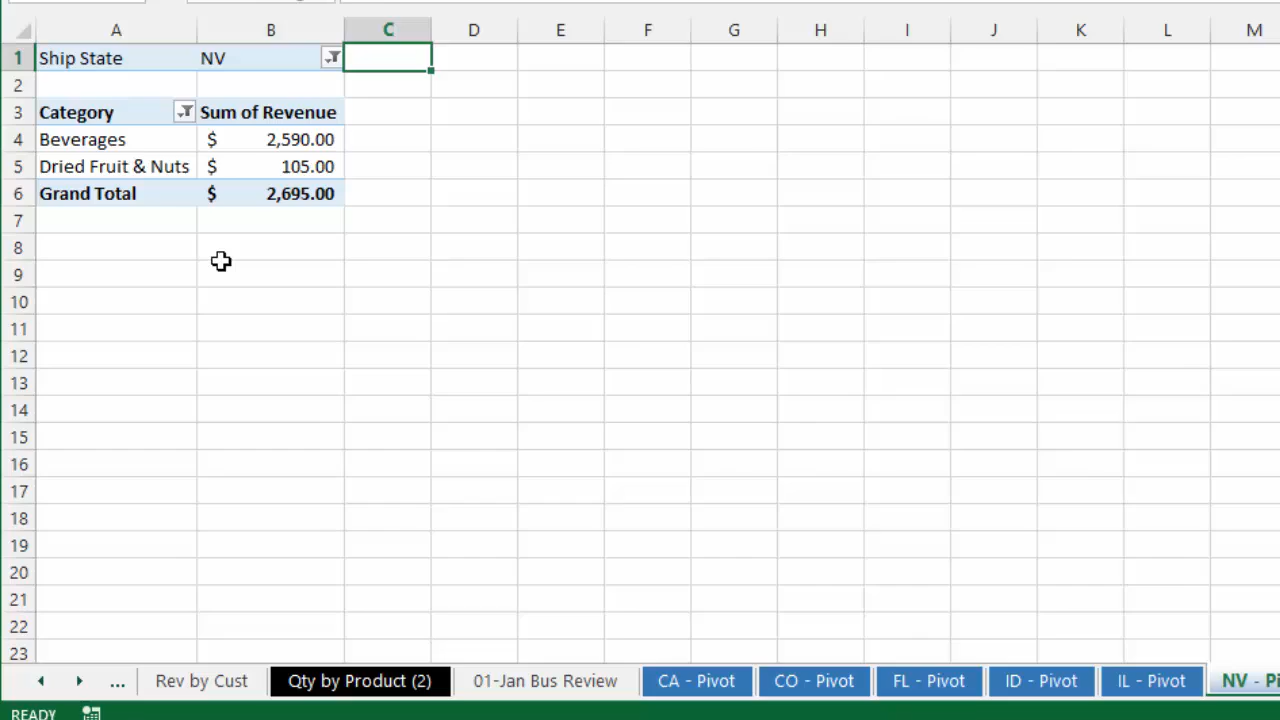 A B C D E F G H I J K L M
1 Ship State NV
2
3 Category Sum of Revenue
4 Beverages $ 2,590.00
5 Dried Fruit & Nuts $ 105.00
6 Grand Total $ 2,695.00
7
8
9
10
11
12
13
14
15
16
17
18
19
20
21
22
23
... Rev by Cust Qty by Product (2) 01-Jan Bus Review CA - Pivot CO - Pivot FL - Pivot ID - Pivot IL - Pivot NV - Pi
READY